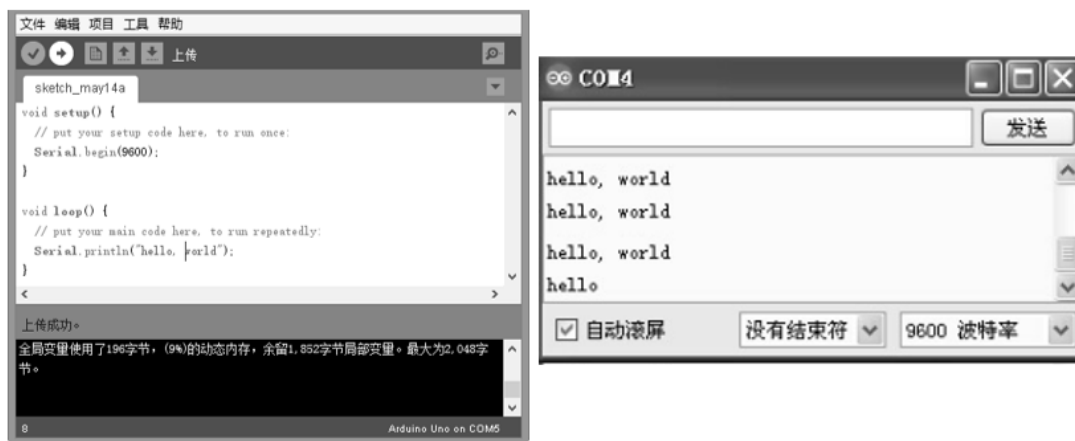 文件 编辑 项目 工具 帮助
上传
sketch_may14a
void setup() {
// put your setup code here, to run once:
Serial.begin(9600);
}
void loop() {
// put your main code here, to run repeatedly:
Serial.println("hello, world");
}
上传成功。
全局变量使用了196字节，(9%)的动态内存，余留1,852字节局部变量。最大为2,048字
节。
8
Arduino Uno on COM5
COM4
发送
hello, world
hello, world
hello, world
hello
自动滚屏
没有结束符
9600 波特率